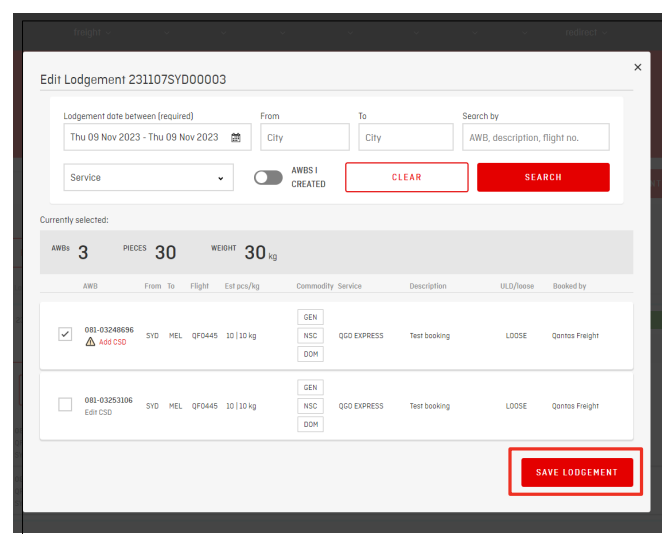 freight
redirect
×
Edit Lodgement 231107SYD00003
Lodgement date between (required) From To Search by
Thu 09 Nov 2023 - Thu 09 Nov 2023 City City AWB, description, flight no.
Service AWBS I CREATED CLEAR SEARCH
Currently selected:
AWBs 3 PIECES 30 WEIGHT 30 kg
AWB From To Flight Est pcs/kg Commodity Service Description ULD/loose Booked by
GEN
081-03248696 SYD MEL QF0445 10 | 10 kg NSC QGO EXPRESS Test booking LOOSE Qantas Freight
Add CSD
DOM
GEN
081-03253106 SYD MEL QF0445 10 | 10 kg NSC QGO EXPRESS Test booking LOOSE Qantas Freight
Edit CSD
DOM
SAVE LODGEMENT